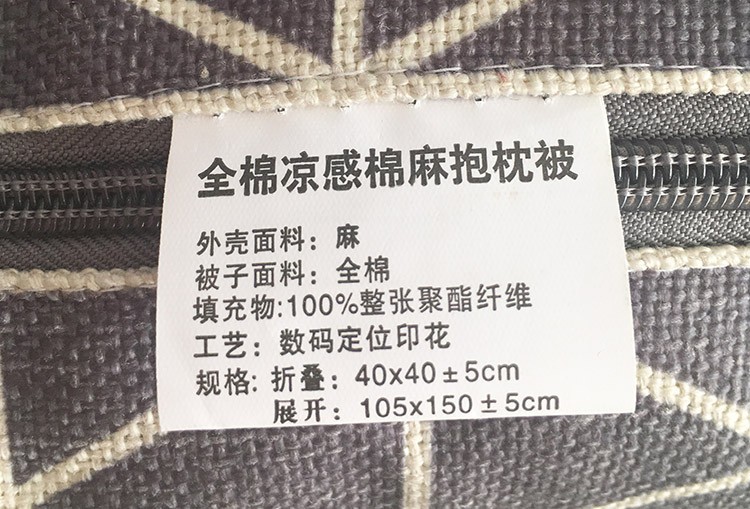 全棉凉感棉麻抱枕被
外壳面料：麻
被子面料：全棉
填充物:100%整张聚酯纤维
工艺：数码定位印花
规格: 折叠：40x40±5cm
展开：105x150±5cm